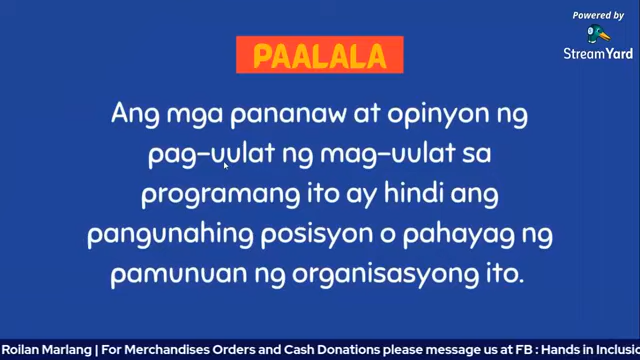 Powered by
StreamYard
PAALALA
Ang mga pananaw at opinyon ng
pag-uulat ng mag-uulat sa
programang ito ay hindi ang
pangunahing posisyon o pahayag ng
pamunuan ng organisasyong ito.
Roilan Marlang | For Merchandises Orders and Cash Donations please message us at FB : Hands in Inclusio